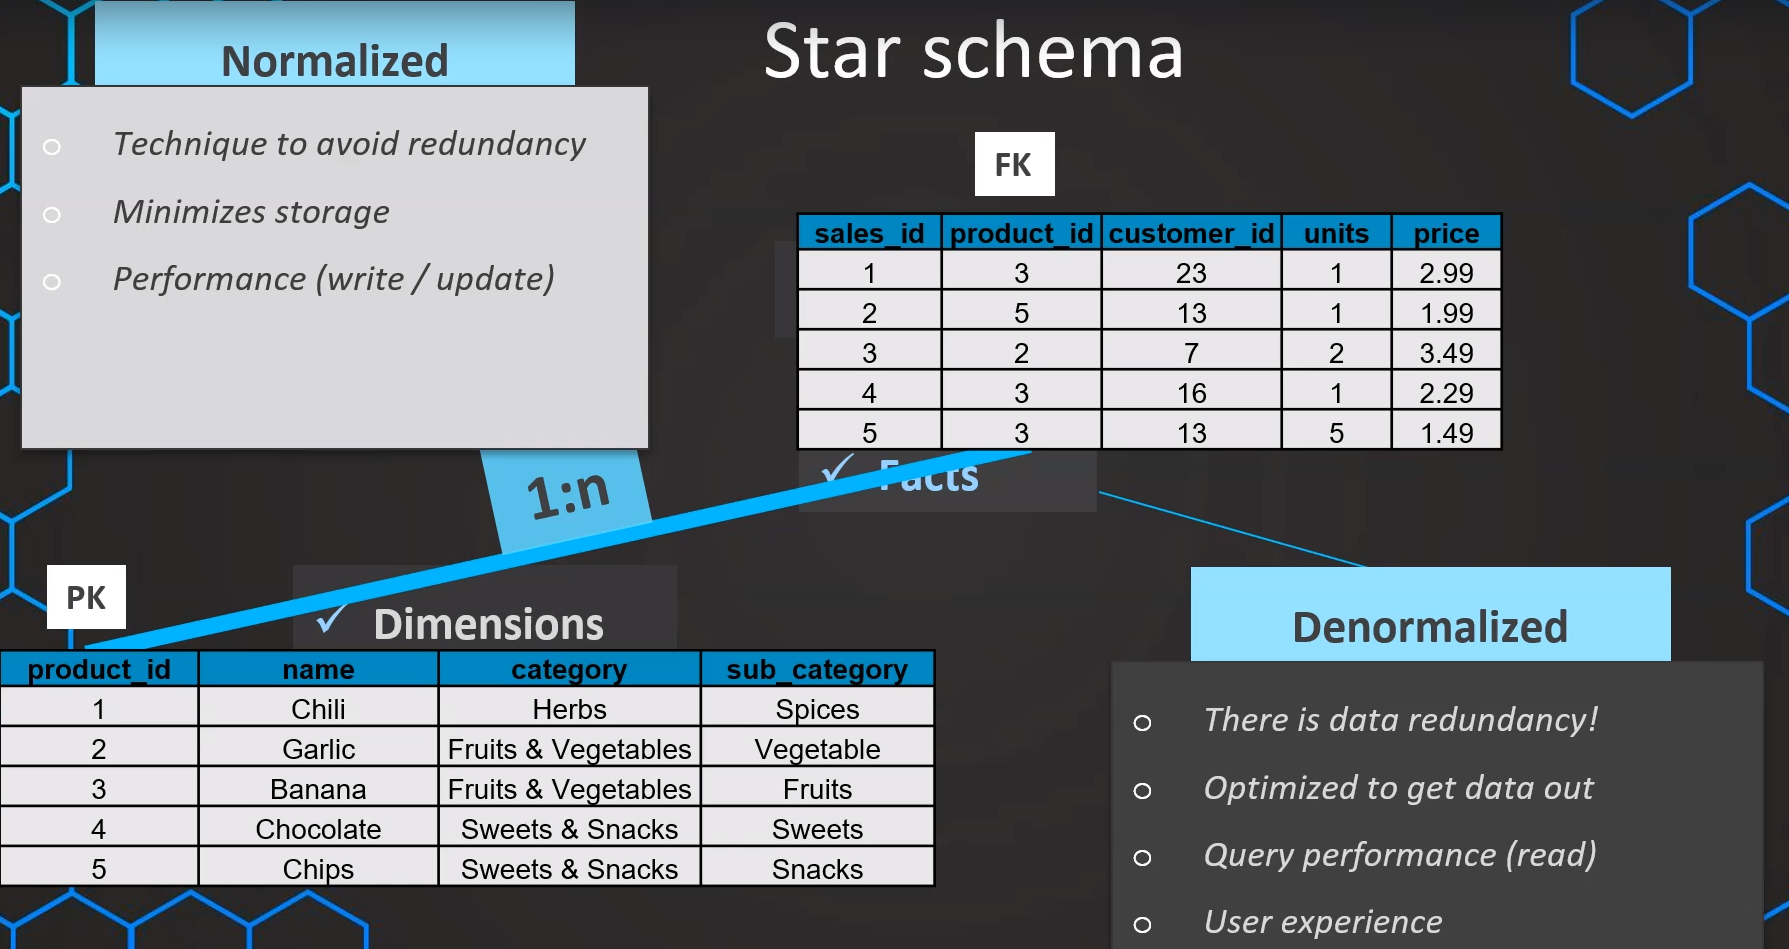 Star schema
Normalized
Technique to avoid redundancy
Minimizes storage
Performance (write / update)
FK
sales_id product_id customer_id units price
1 3 23 1 2.99
2 5 13 1 1.99
3 2 7 2 3.49
4 3 16 1 2.29
5 3 13 5 1.49
✓ Facts
1:n
PK
✓ Dimensions
product_id name category sub_category
1 Chili Herbs Spices
2 Garlic Fruits & Vegetables Vegetable
3 Banana Fruits & Vegetables Fruits
4 Chocolate Sweets & Snacks Sweets
5 Chips Sweets & Snacks Snacks
Denormalized
There is data redundancy!
Optimized to get data out
Query performance (read)
User experience